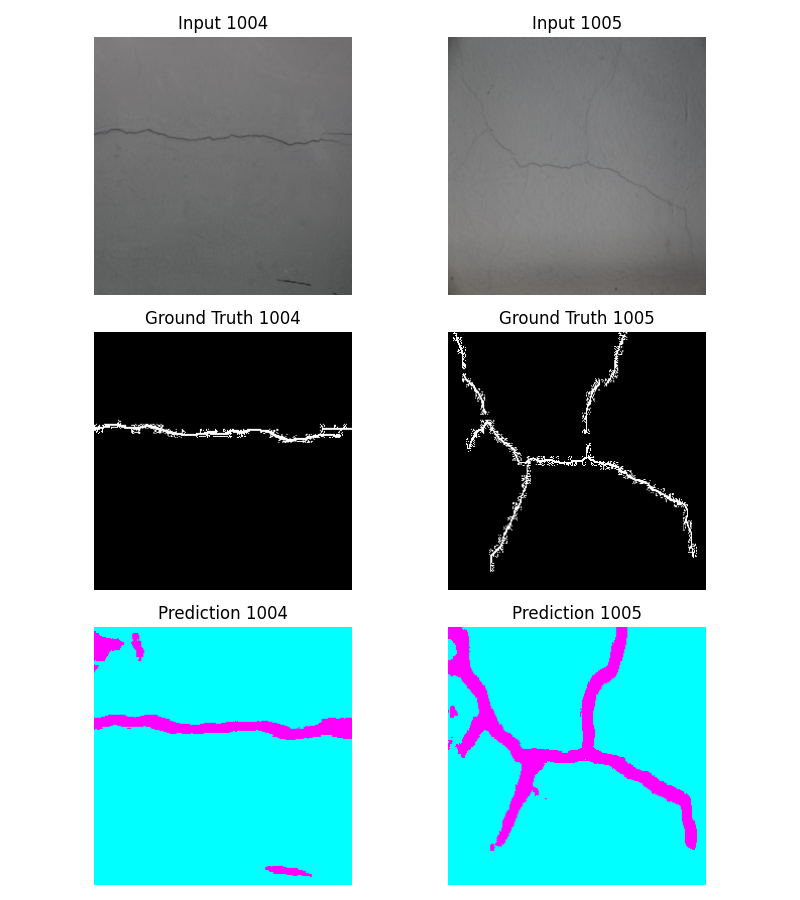 Input 1004
Input 1005
Ground Truth 1004
Ground Truth 1005
Prediction 1004
Prediction 1005